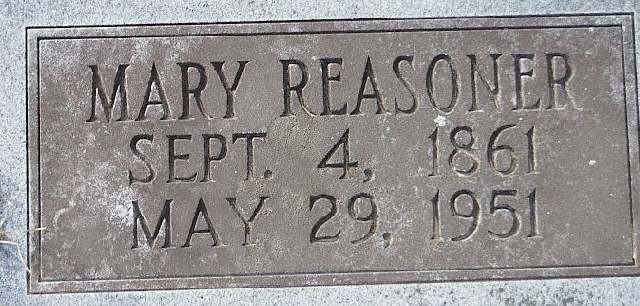 MARY REASONER
SEPT. 4, 1861
MAY 29, 1951